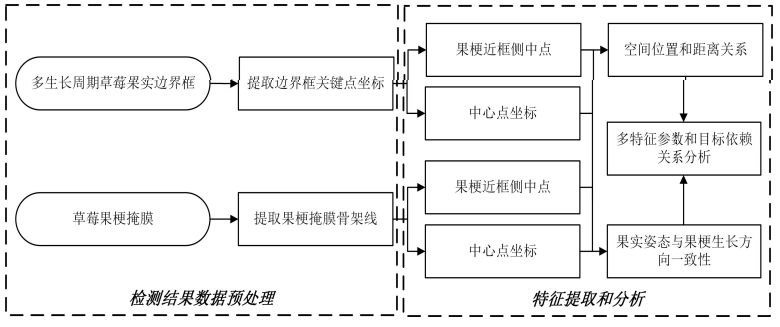 多生长周期草莓果实边界框
提取边界框关键点坐标
果梗近框侧中点
中心点坐标
空间位置和距离关系
多特征参数和目标依赖
关系分析
草莓果梗掩膜
提取果梗掩膜骨架线
果梗近框侧中点
中心点坐标
果实姿态与果梗生长方
向一致性
检测结果数据预处理
特征提取和分析